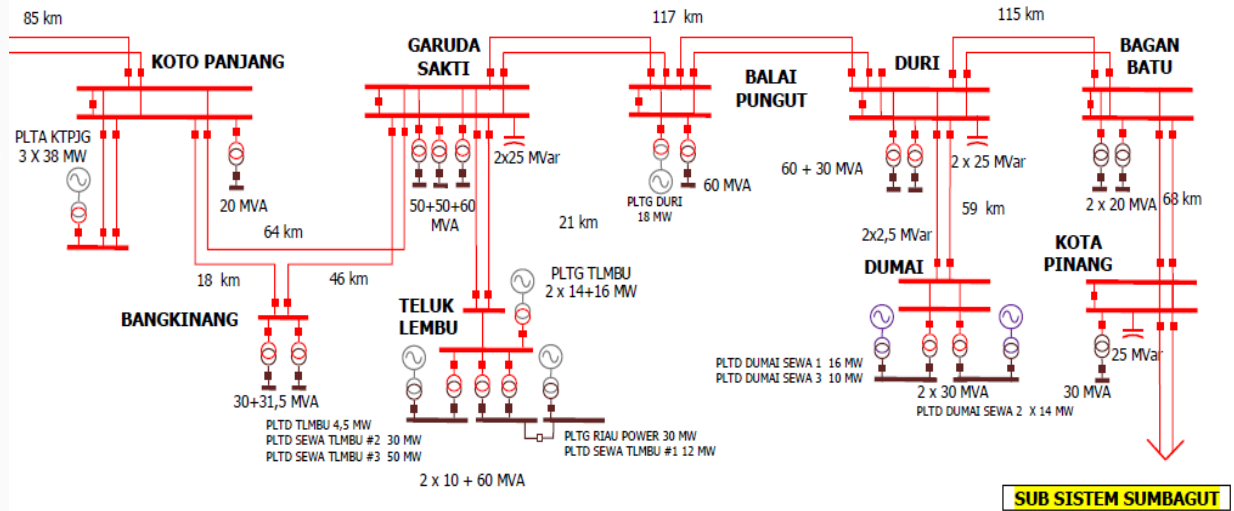 85 km
117 km
115 km
KOTO PANJANG
GARUDA
SAKTI
BALAI
PUNGUT
DURI
BAGAN
BATU
PLTA KTPJG
3 X 38 MW
20 MVA
64 km
18 km
46 km
BANGKINANG
30+31,5 MVA
PLTD TLMBU 4,5 MW
PLTD SEWA TLMBU #2 30 MW
PLTD SEWA TLMBU #3 50 MW
2x25 MVar
50+50+60
MVA
21 km
PLTG TLMBU
2 x 14+16 MW
TELUK
LEMBU
PLTG RIAU POWER 30 MW
PLTD SEWA TLMBU #1 12 MW
2 x 10 + 60 MVA
PLTG DURI
18 MW
60 MVA
60 + 30 MVA
2 x 25 MVar
59 km
2x2,5 MVar
DUMAI
PLTD DUMAI SEWA 1 16 MW
PLTD DUMAI SEWA 3 10 MW
2 x 30 MVA
PLTD DUMAI SEWA 2 X 14 MW
2 x 20 MVA
68 km
KOTA
PINANG
25 MVar
30 MVA
SUB SISTEM SUMBAGUT